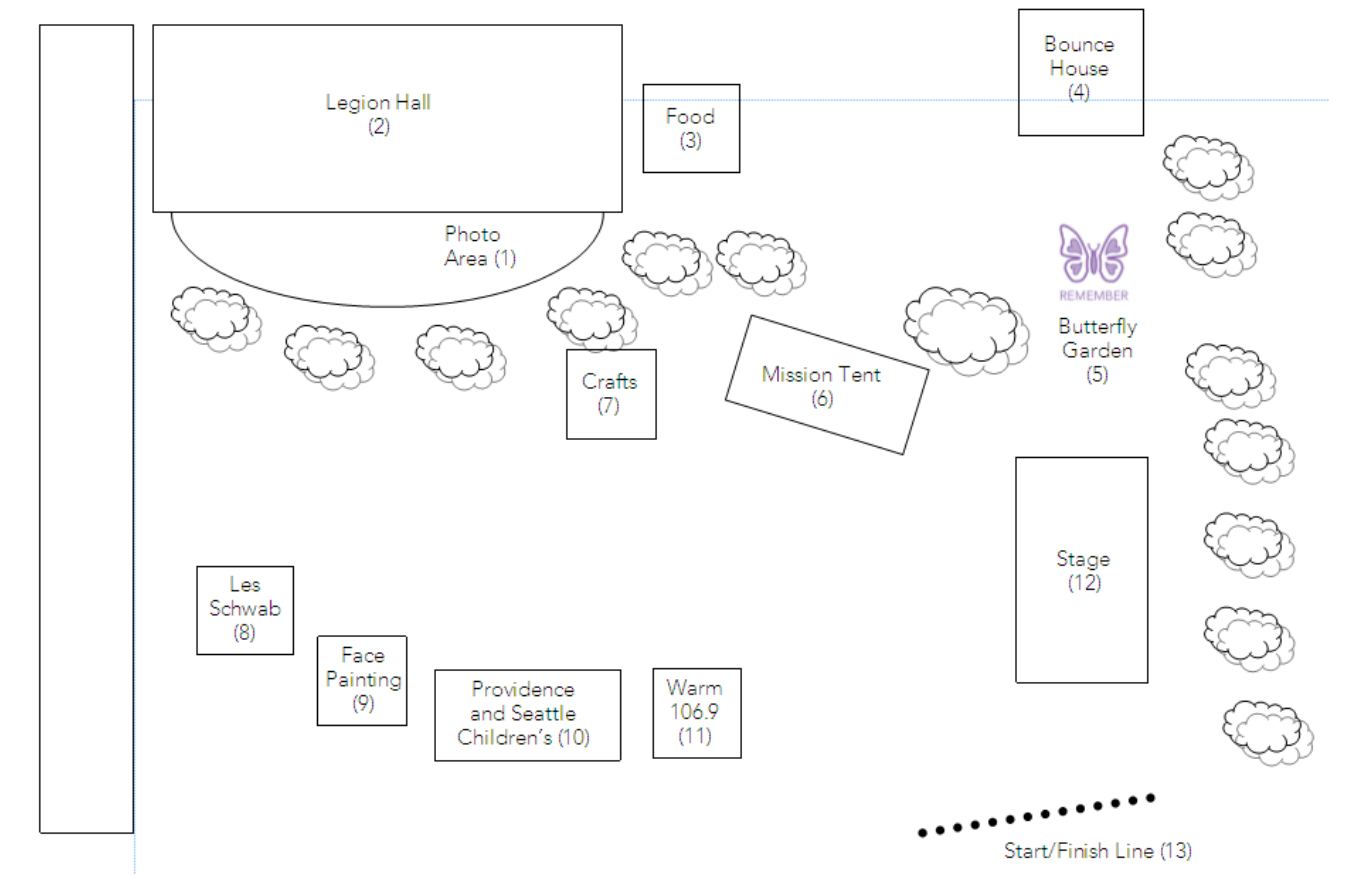 Legion Hall
(2)
Food
(3)
Bounce
House
(4)
Photo
Area (1)
REMEMBER
Butterfly
Garden
(5)
Mission Tent
(6)
Crafts
(7)
Stage
(12)
Les
Schwab
(8)
Face
Painting
(9)
Providence
and Seattle
Children's (10)
Warm
106.9
(11)
Start/Finish Line (13)